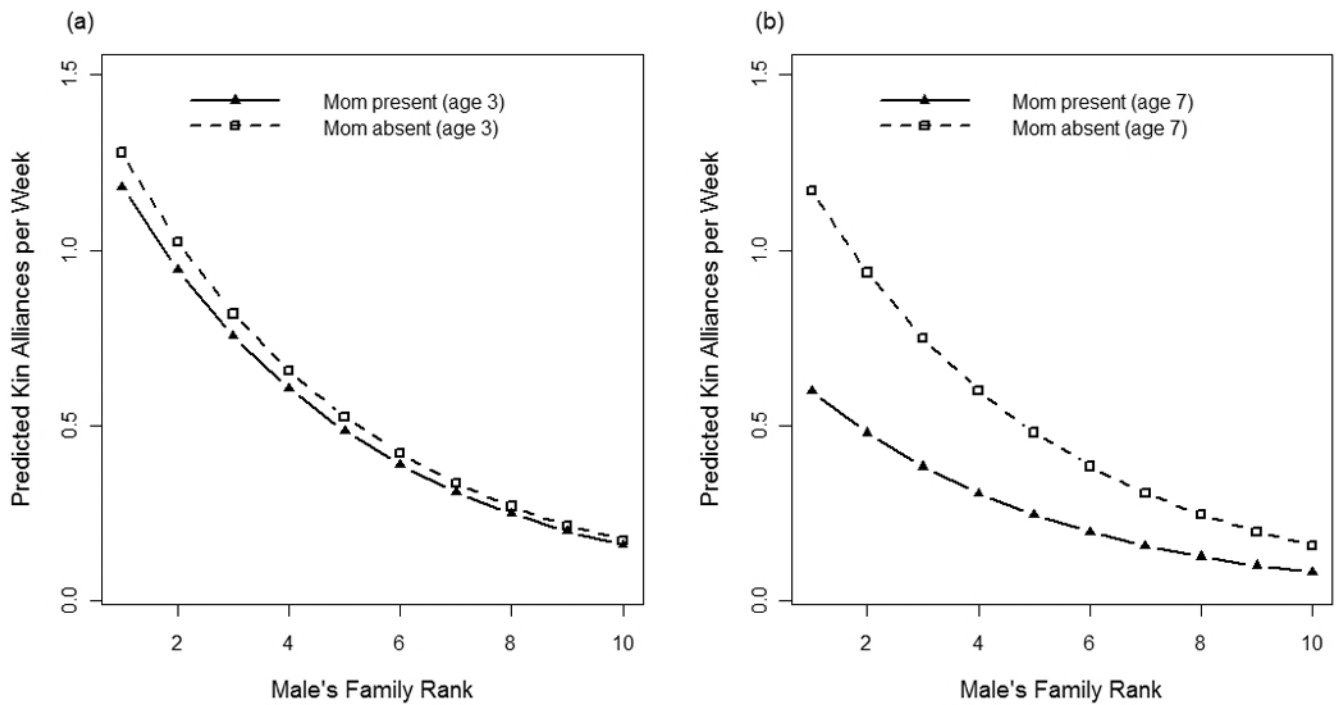 (a)
1.5
1.0
0.5
0.0
Predicted Kin Alliances per Week
Mom present (age 3)
Mom absent (age 3)
2 4 6 8 10
Male's Family Rank
(b)
1.5
1.0
0.5
0.0
Predicted Kin Alliances per Week
Mom present (age 7)
Mom absent (age 7)
2 4 6 8 10
Male's Family Rank